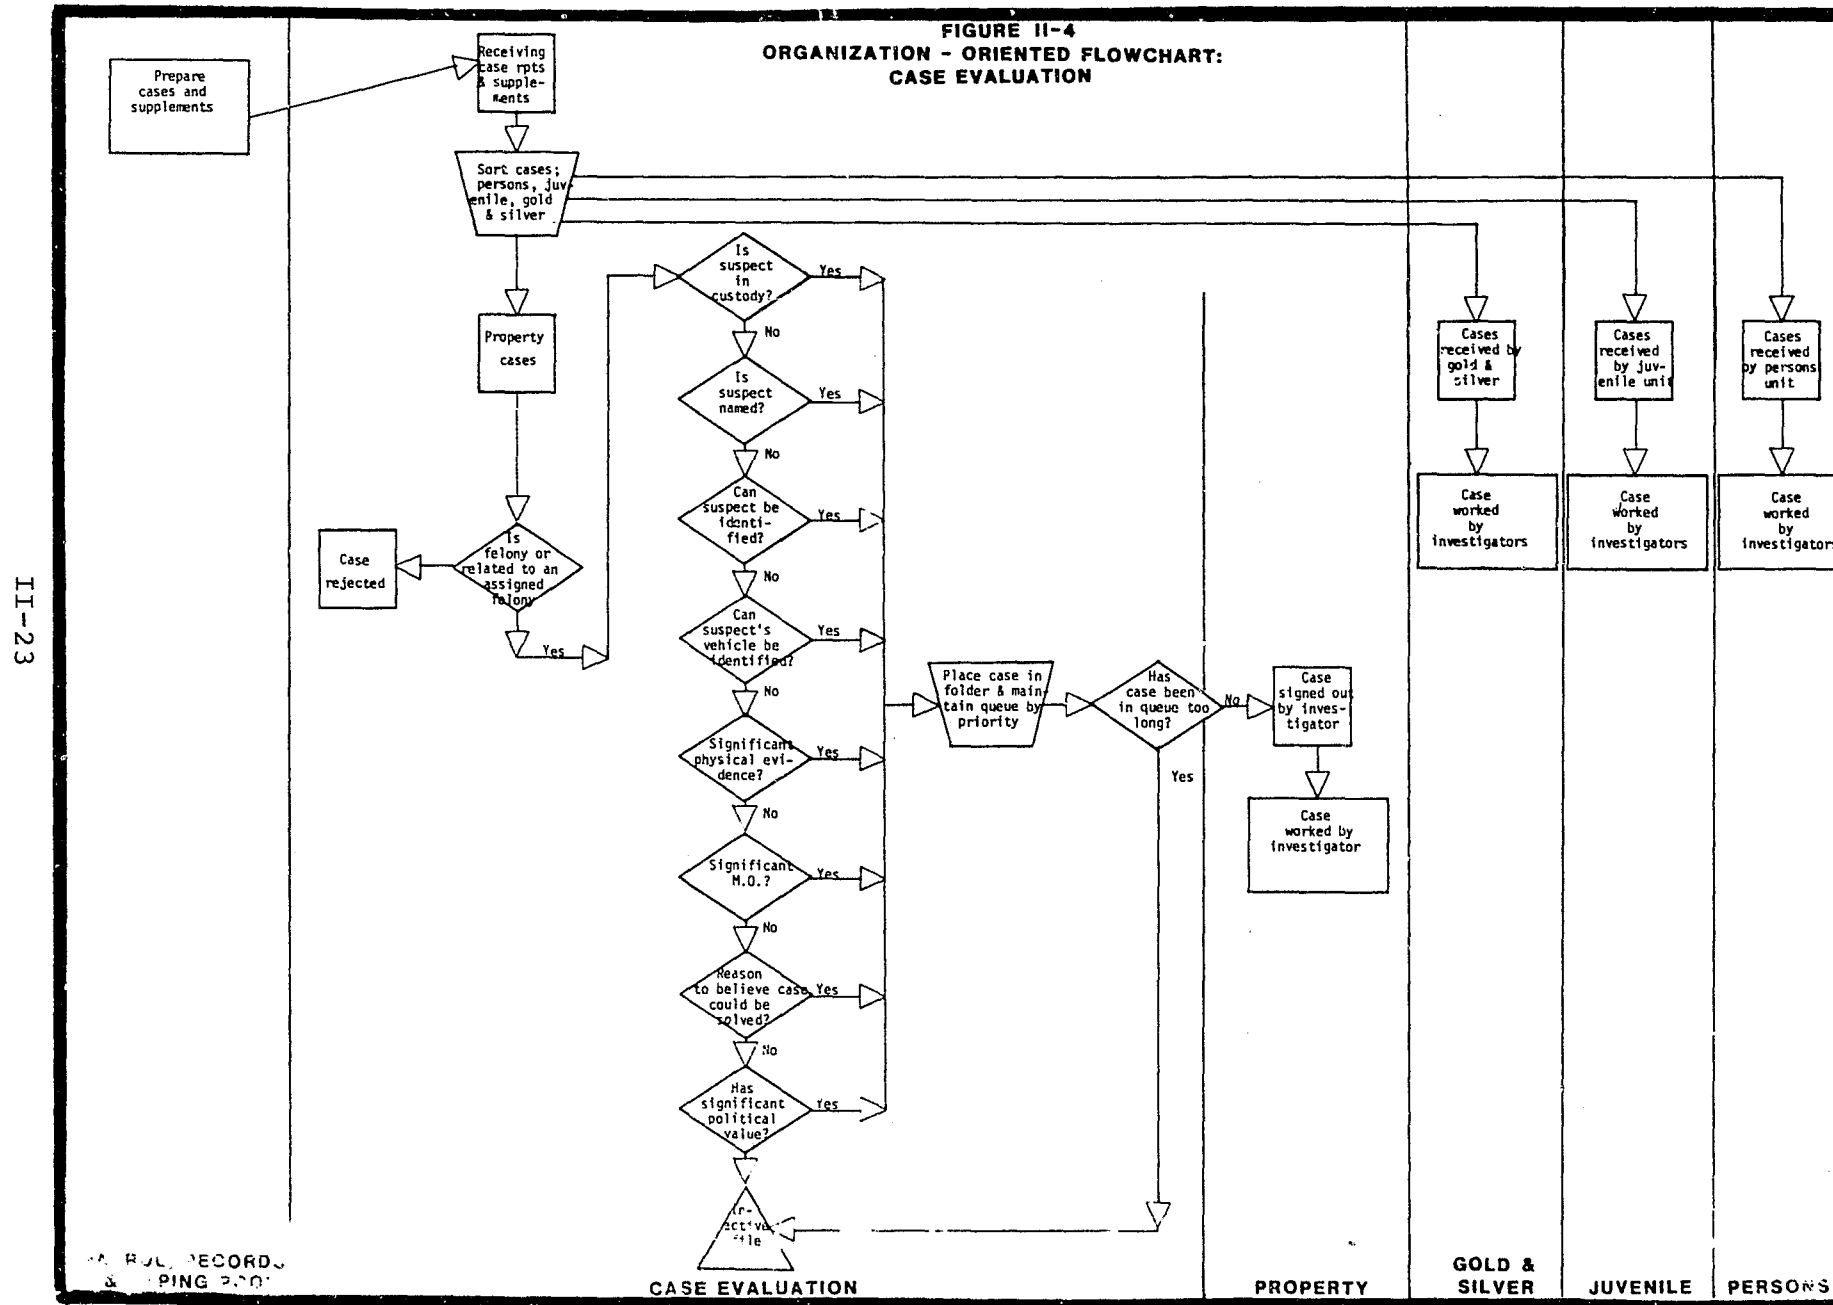 FIGURE II-4
ORGANIZATION - ORIENTED FLOWCHART:
CASE EVALUATION
Prepare
cases and
supplements
Receiving
case rpts
& supple-
ments
Sort cases;
persons, juv-
enile, gold
& silver
Property
cases
Is
felony or
related to an
assigned
felony
Case
rejected
Yes
Is
suspect
in
custody?
Yes
No
Is
suspect
named?
Yes
No
Can
suspect be
identi-
fied?
Yes
No
Can
suspect's
vehicle be
identified?
Yes
No
Significant
physical evi-
dence?
Yes
No
Significant
M.O.?
Yes
No
Reason
to believe case
could be
solved?
Yes
No
Has
significant
political
value?
Yes
In-
active
file
Place case in
folder & main-
tain queue by
priority
Has
case been
in queue too
long?
No
Yes
Case
signed out
by inves-
tigator
Case
worked by
investigator
Cases
received by
gold &
silver
Case
worked
by
investigators
Cases
received
by juv-
enile unit
Case
worked
by
investigators
Cases
received
by persons
unit
Case
worked
by
investigators
II-23
&
CASE EVALUATION
PROPERTY
GOLD &
SILVER
JUVENILE
PERSONS